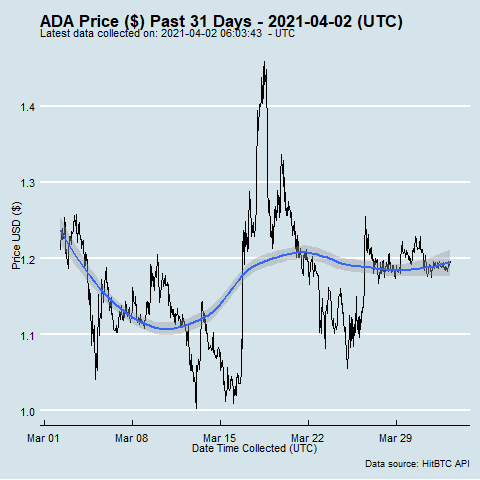 ADA Price ($) Past 31 Days - 2021-04-02 (UTC)
Latest data collected on: 2021-04-02 06:03:43 - UTC
Price USD ($)
1.4
1.3
1.2
1.1
1.0
Mar 01 Mar 08 Mar 15 Mar 22 Mar 29
Date Time Collected (UTC)
Data source: HitBTC API